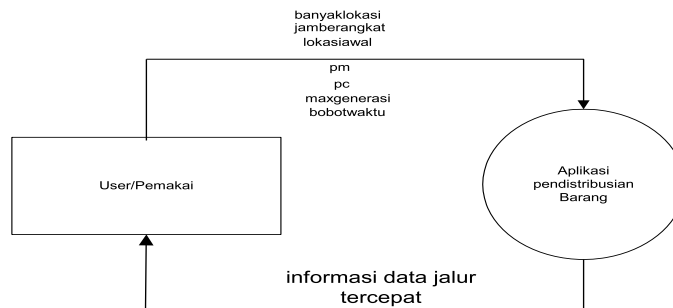 banyaklokasi
jamberangkat
lokasiawal
pm
pc
maxgenerasi
bobotwaktu
User/Pemakai
Aplikasi
pendistribusian
Barang
informasi data jalur
tercepat